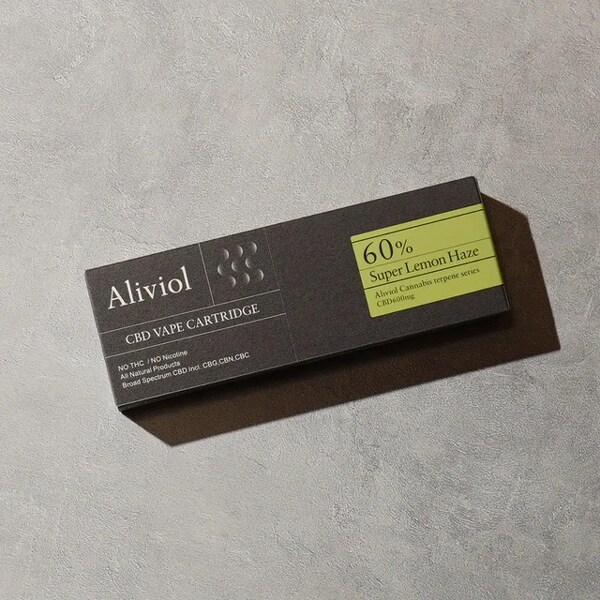 Aliviol
CBD VAPE CARTRIDGE
NO THC / NO Nicotine
All Natural Products
Broad Spectrum CBD incl. CBG,CBN,CBC
60%
Super Lemon Haze
Aliviol Cannabis terpene series
CBD600mg